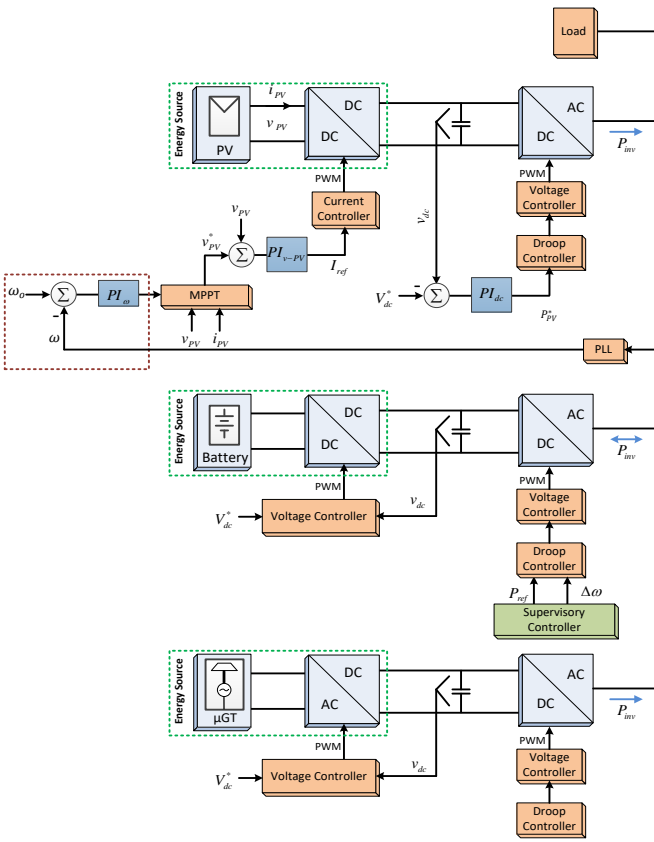 Load
Energy Source
PV
i_PV
v_PV
DC
DC
AC
DC
P_inv
PWM
PWM
Current
Controller
Voltage
Controller
v_PV
v*_PV
Σ
PI_v-PV
I_ref
v_dc
Droop
Controller
ω_o
Σ
PI_ω
MPPT
V*_dc
-
Σ
PI_dc
P*_PV
-
ω
v_PV
i_PV
PLL
Energy Source
Battery
DC
DC
AC
DC
P_inv
PWM
PWM
V*_dc
Voltage Controller
v_dc
Voltage
Controller
Droop
Controller
P_ref
Δω
Supervisory
Controller
Energy Source
μGT
DC
AC
AC
DC
P_inv
PWM
PWM
V*_dc
Voltage Controller
v_dc
Voltage
Controller
Droop
Controller